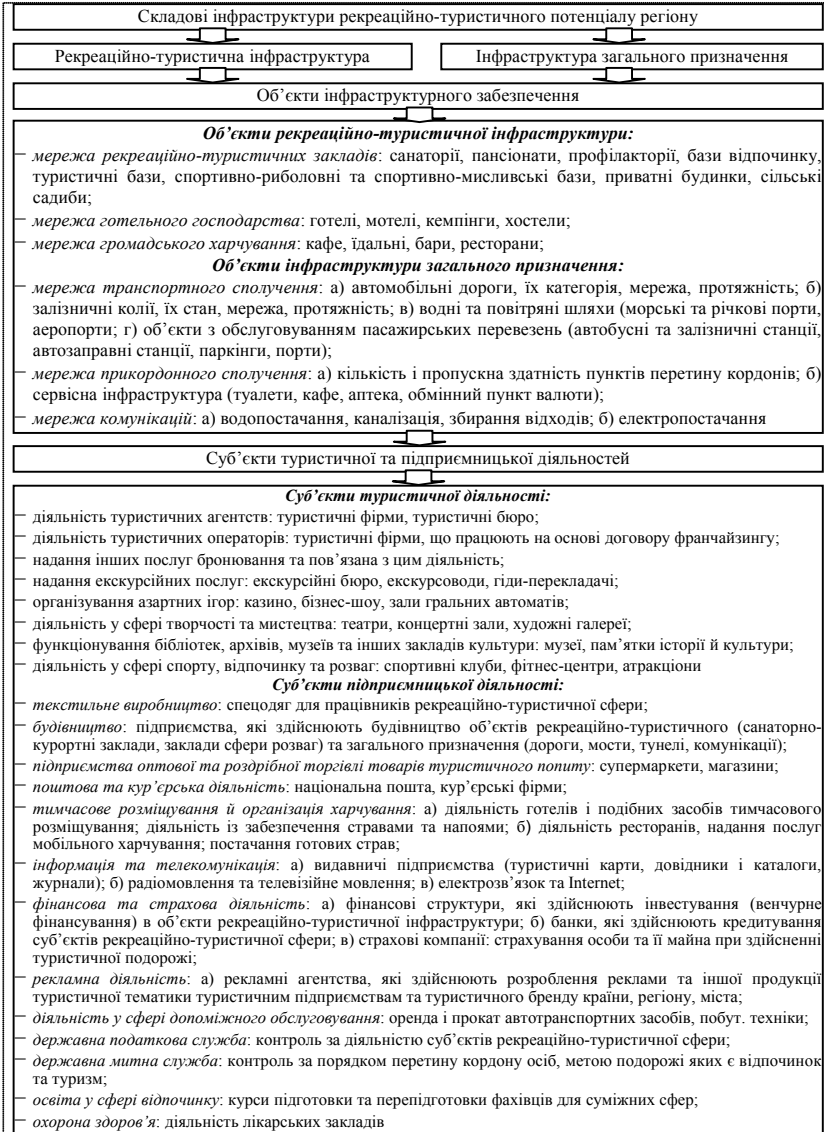 Складові інфраструктури рекреаційно-туристичного потенціалу регіону
Рекреаційно-туристична інфраструктура
Інфраструктура загального призначення
Об’єкти інфраструктурного забезпечення
Об’єкти рекреаційно-туристичної інфраструктури:
– мережа рекреаційно-туристичних закладів: санаторії, пансіонати, профілакторії, бази відпочинку,
туристичні бази, спортивно-риболовні та спортивно-мисливські бази, приватні будинки, сільські
садиби;
– мережа готельного господарства: готелі, мотелі, кемпінги, хостели;
– мережа громадського харчування: кафе, їдальні, бари, ресторани;
Об’єкти інфраструктури загального призначення:
– мережа транспортного сполучення: а) автомобільні дороги, їх категорія, мережа, протяжність; б)
залізничні колії, їх стан, мережа, протяжність; в) водні та повітряні шляхи (морські та річкові порти,
аеропорти; г) об’єкти з обслуговуванням пасажирських перевезень (автобусні та залізничні станції,
автозаправні станції, паркінги, порти);
– мережа прикордонного сполучення: а) кількість і пропускна здатність пунктів перетину кордонів; б)
сервісна інфраструктура (туалети, кафе, аптека, обмінний пункт валюти);
– мережа комунікацій: а) водопостачання, каналізація, збирання відходів; б) електропостачання
Суб’єкти туристичної та підприємницької діяльностей
Суб’єкти туристичної діяльності:
– діяльність туристичних агентств: туристичні фірми, туристичні бюро;
– діяльність туристичних операторів: туристичні фірми, що працюють на основі договору франчайзингу;
– надання інших послуг бронювання та пов’язана з цим діяльність;
– надання екскурсійних послуг: екскурсійні бюро, екскурсоводи, гіди-перекладачі;
– організування азартних ігор: казино, бізнес-шоу, зали гральних автоматів;
– діяльність у сфері творчості та мистецтва: театри, концертні зали, художні галереї;
– функціонування бібліотек, архівів, музеїв та інших закладів культури: музеї, пам’ятки історії й культури;
– діяльність у сфері спорту, відпочинку та розваг: спортивні клуби, фітнес-центри, атракціони
Суб’єкти підприємницької діяльності:
– текстильне виробництво: спецодяг для працівників рекреаційно-туристичної сфери;
– будівництво: підприємства, які здійснюють будівництво об’єктів рекреаційно-туристичного (санаторно-
курортні заклади, заклади сфери розваг) та загального призначення (дороги, мости, тунелі, комунікації);
– підприємства оптової та роздрібної торгівлі товарів туристичного попиту: супермаркети, магазини;
– поштова та кур’єрська діяльність: національна пошта, кур’єрські фірми;
– тимчасове розміщування й організація харчування: а) діяльність готелів і подібних засобів тимчасового
розміщування; діяльність із забезпечення стравами та напоями; б) діяльність ресторанів, надання послуг
мобільного харчування; постачання готових страв;
– інформація та телекомунікація: а) видавничі підприємства (туристичні карти, довідники і каталоги,
журнали); б) радіомовлення та телевізійне мовлення; в) електрозв’язок та Internet;
– фінансова та страхова діяльність: а) фінансові структури, які здійснюють інвестування (венчурне
фінансування) в об’єкти рекреаційно-туристичної інфраструктури; б) банки, які здійснюють кредитування
суб’єктів рекреаційно-туристичної сфери; в) страхові компанії: страхування особи та її майна при здійсненні
туристичної подорожі;
– рекламна діяльність: а) рекламні агентства, які здійснюють розроблення реклами та іншої продукції
туристичної тематики туристичним підприємствам та туристичного бренду країни, регіону, міста;
– діяльність у сфері допоміжного обслуговування: оренда і прокат автотранспортних засобів, побут. техніки;
– державна податкова служба: контроль за діяльністю суб’єктів рекреаційно-туристичної сфери;
– державна митна служба: контроль за порядком перетину кордону осіб, метою подорожі яких є відпочинок
та туризм;
– освіта у сфері відпочинку: курси підготовки та перепідготовки фахівців для суміжних сфер;
– охорона здоров’я: діяльність лікарських закладів